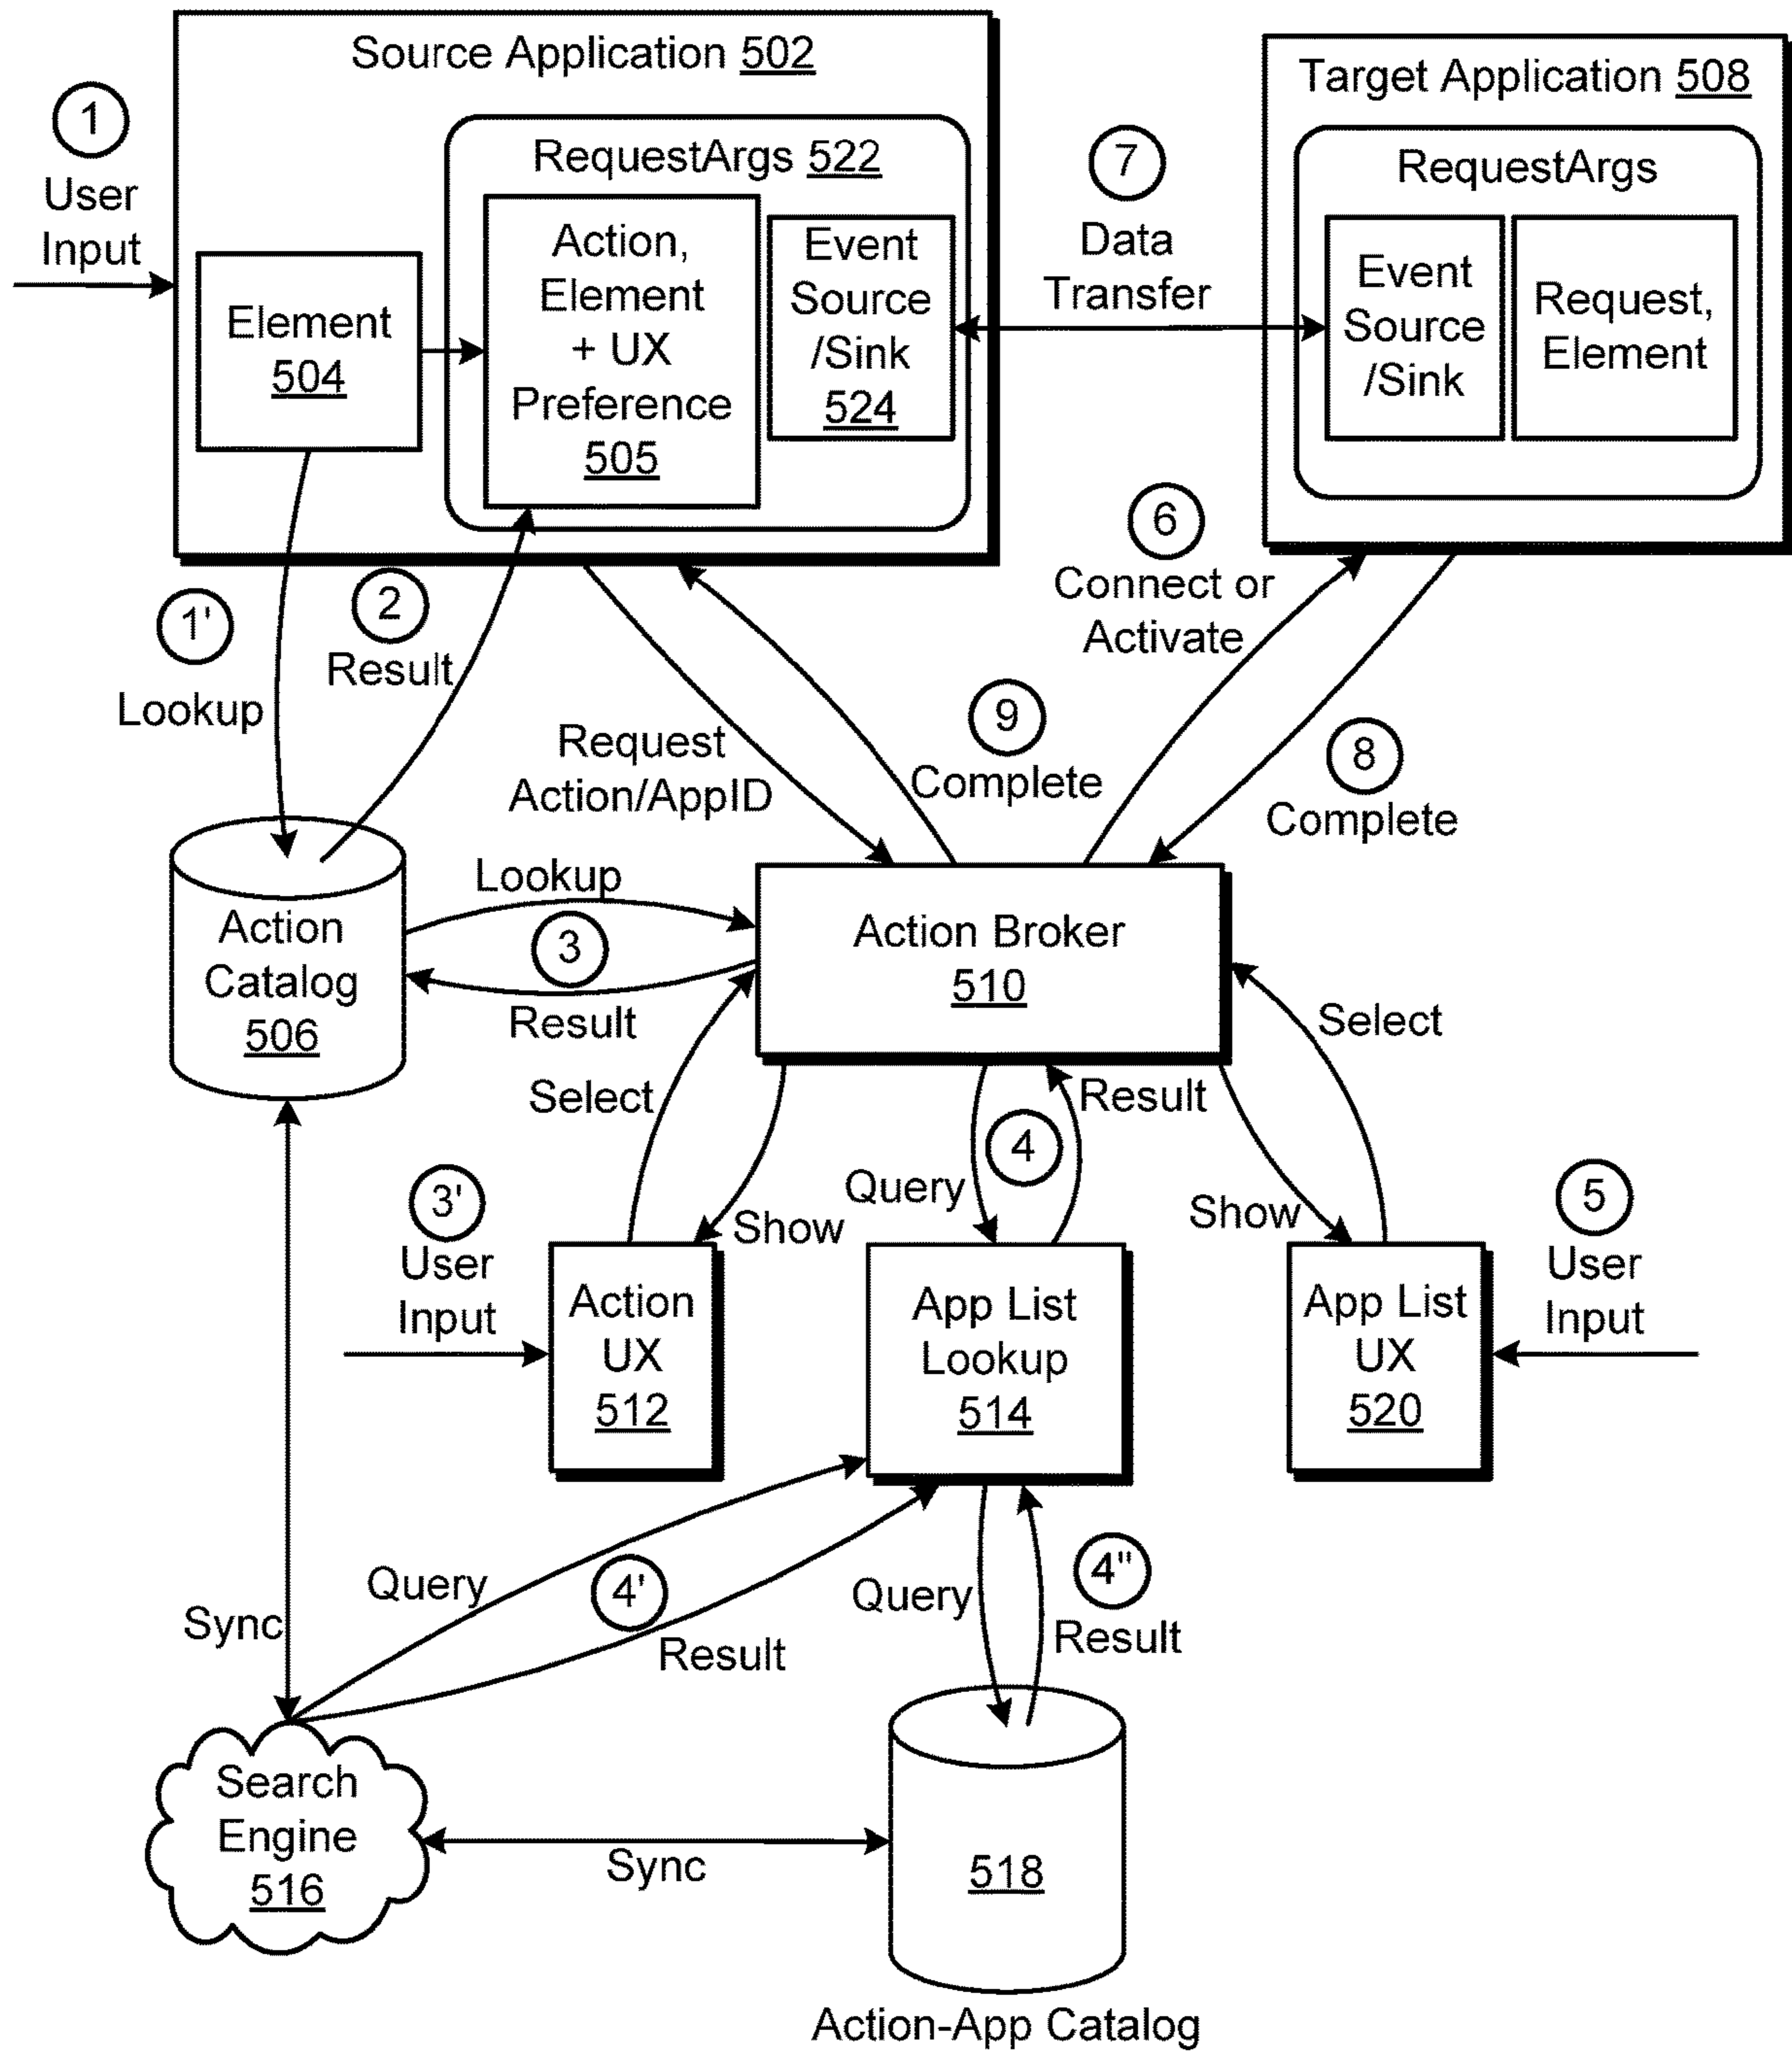 Source Application 502
Target Application 508
1
User
Input
RequestArgs 522
Element
504
Action,
Element
+ UX
Preference
505
Event
Source
/Sink
524
7
Data
Transfer
RequestArgs
Event
Source
/Sink
Request,
Element
1'
Lookup
2
Result
Request
Action/AppID
9
Complete
6
Connect or
Activate
8
Complete
Action
Catalog
506
Lookup
3
Result
Action Broker
510
Select
Show
Query
4
Result
Show
Select
3'
User
Input
Action
UX
512
App List
Lookup
514
App List
UX
520
5
User
Input
Sync
Query
4'
Result
Query
4"
Result
Search
Engine
516
Sync
518
Action-App Catalog